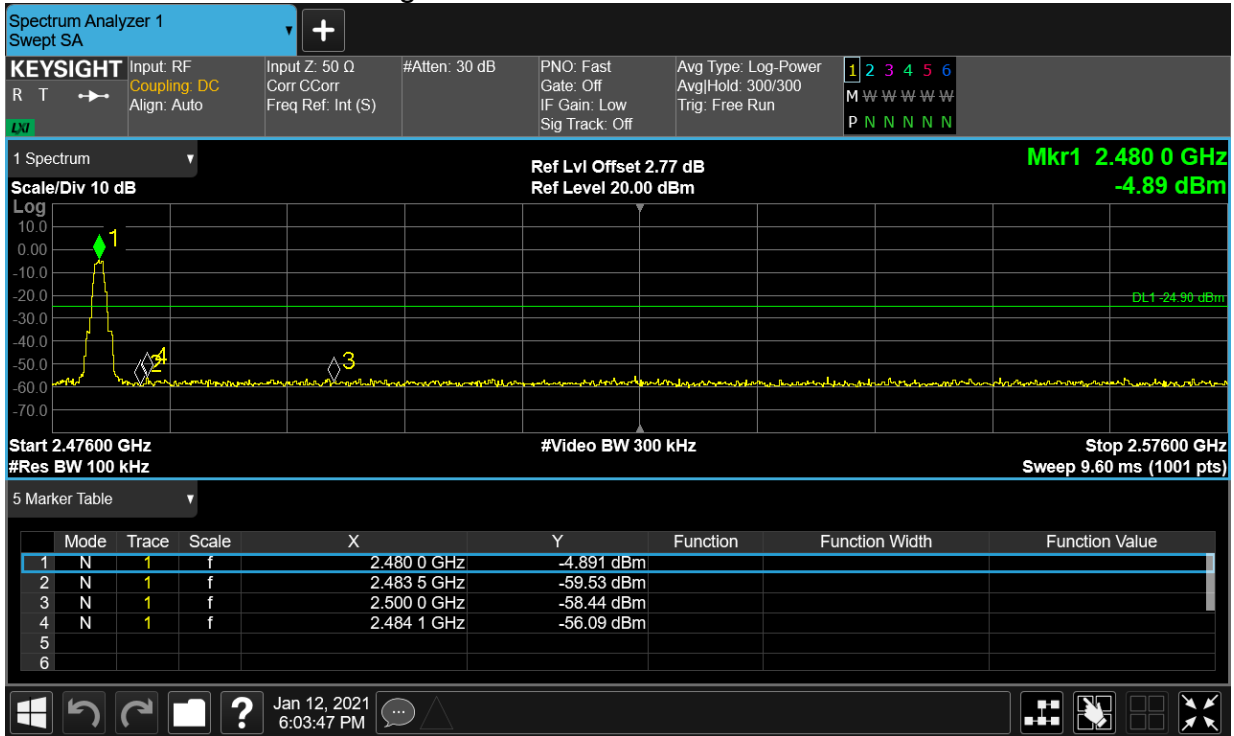 Spectrum Analyzer 1
Swept SA
+
KEYSIGHT
R T
LXI
Input: RF
Coupling: DC
Align: Auto
Input Z: 50 Ω
Corr CCorr
Freq Ref: Int (S)
#Atten: 30 dB
PNO: Fast
Gate: Off
IF Gain: Low
Sig Track: Off
Avg Type: Log-Power
Avg|Hold: 300/300
Trig: Free Run
1 2 3 4 5 6
M W W W W W
P N N N N N
1 Spectrum
Scale/Div 10 dB
Ref Lvl Offset 2.77 dB
Ref Level 20.00 dBm
Mkr1 2.480 0 GHz
-4.89 dBm
Log
10.0
0.00
-10.0
-20.0
-30.0
-40.0
-50.0
-60.0
-70.0
1
2
4
3
DL1 -24.90 dBm
Start 2.47600 GHz
#Res BW 100 kHz
#Video BW 300 kHz
Stop 2.57600 GHz
Sweep 9.60 ms (1001 pts)
5 Marker Table
Mode Trace Scale X Y Function Function Width Function Value
1 N 1 f 2.480 0 GHz -4.891 dBm
2 N 1 f 2.483 5 GHz -59.53 dBm
3 N 1 f 2.500 0 GHz -58.44 dBm
4 N 1 f 2.484 1 GHz -56.09 dBm
5
6
?
Jan 12, 2021
6:03:47 PM